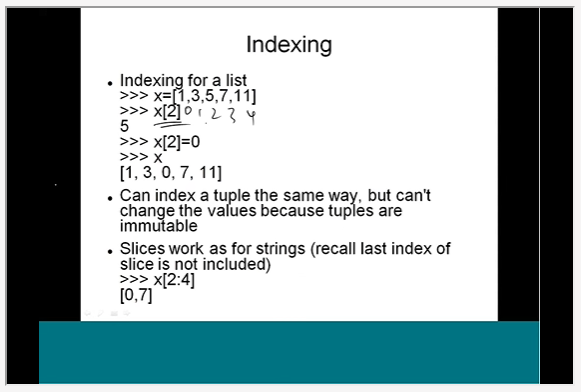 Indexing
• Indexing for a list
>>> x=[1,3,5,7,11]
>>> x[2] 0 1 2 3 4
5
>>> x[2]=0
>>> x
[1, 3, 0, 7, 11]
• Can index a tuple the same way, but can't
change the values because tuples are
immutable
• Slices work as for strings (recall last index of
slice is not included)
>>> x[2:4]
[0,7]